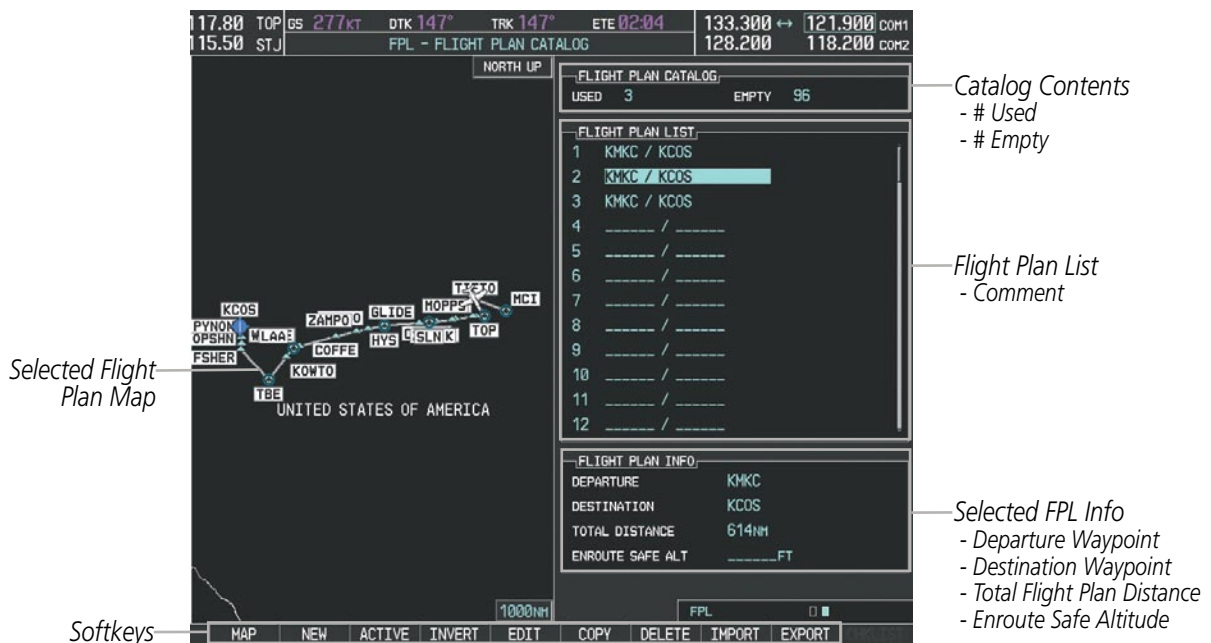 117.80 TOP GS 277KT DTK 147° TRK 147° ETE 02:04 133.300 ↔ 121.900 COM1
115.50 STJ FPL - FLIGHT PLAN CATALOG 128.200 118.200 COM2
NORTH UP
FLIGHT PLAN CATALOG
USED 3 EMPTY 96
Catalog Contents
- # Used
- # Empty
FLIGHT PLAN LIST
1 KMKC / KCOS
2 KMKC / KCOS
3 KMKC / KCOS
4 ______ / ______
5 ______ / ______
6 ______ / ______
7 ______ / ______
8 ______ / ______
9 ______ / ______
10 ______ / ______
11 ______ / ______
12 ______ / ______
Flight Plan List
- Comment
MCI
KCOS
GLIDE
MOPPS
ZAMPO
PYNON
OPSHN
WLAA
HYS
SLN
TOP
FSHER
COFFE
KOWTO
TBE
UNITED STATES OF AMERICA
Selected Flight
Plan Map
FLIGHT PLAN INFO
DEPARTURE KMKC
DESTINATION KCOS
TOTAL DISTANCE 614NM
ENROUTE SAFE ALT ______FT
Selected FPL Info
- Departure Waypoint
- Destination Waypoint
- Total Flight Plan Distance
- Enroute Safe Altitude
1000NM
FPL
Softkeys
MAP NEW ACTIVE INVERT EDIT COPY DELETE IMPORT EXPORT